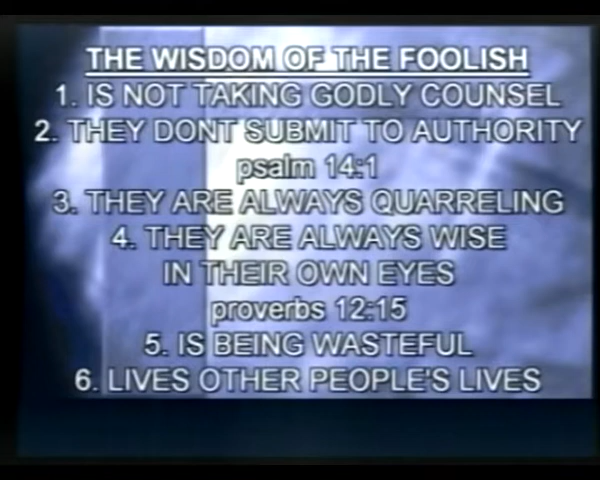 THE WISDOM OF THE FOOLISH
1. IS NOT TAKING GODLY COUNSEL
2. THEY DONT SUBMIT TO AUTHORITY
psalm 14:1
3. THEY ARE ALWAYS QUARRELING
4. THEY ARE ALWAYS WISE
IN THEIR OWN EYES
proverbs 12:15
5. IS BEING WASTEFUL
6. LIVES OTHER PEOPLE'S LIVES